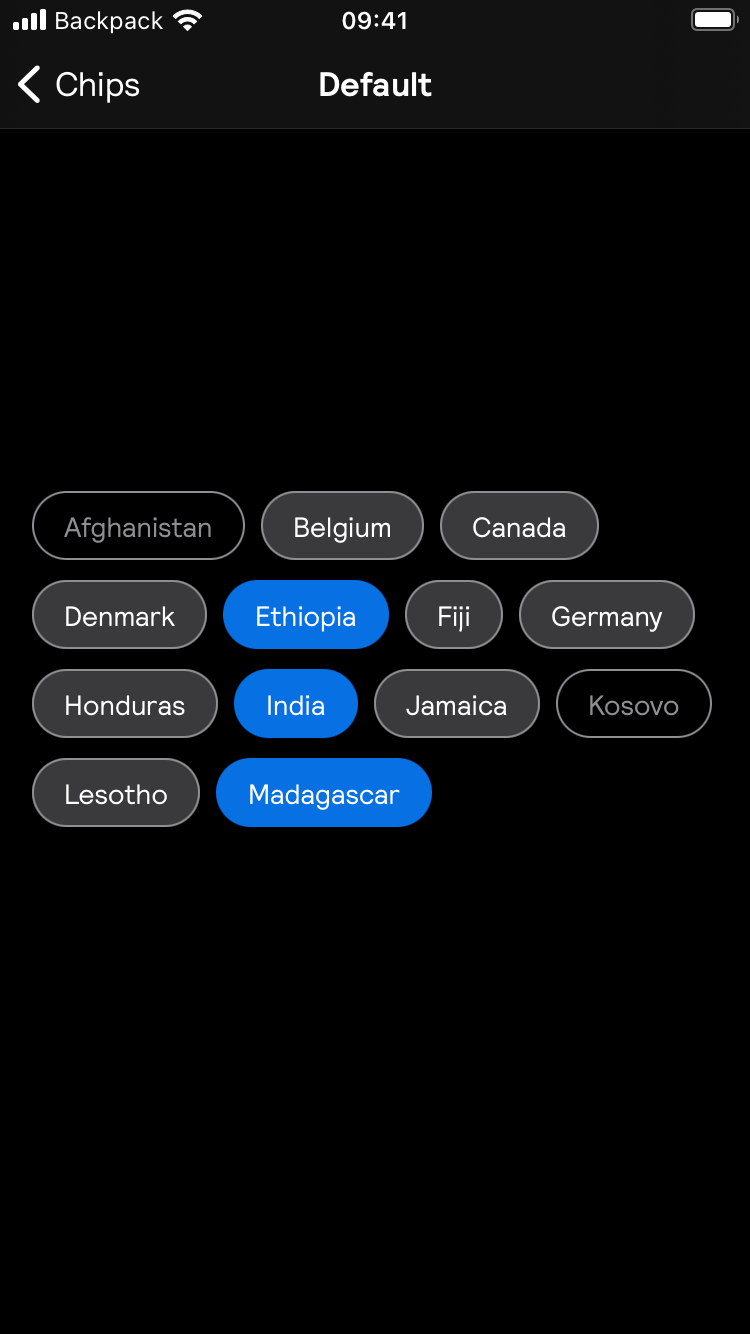 Backpack 09:41
Chips Default
Afghanistan Belgium Canada
Denmark Ethiopia Fiji Germany
Honduras India Jamaica Kosovo
Lesotho Madagascar